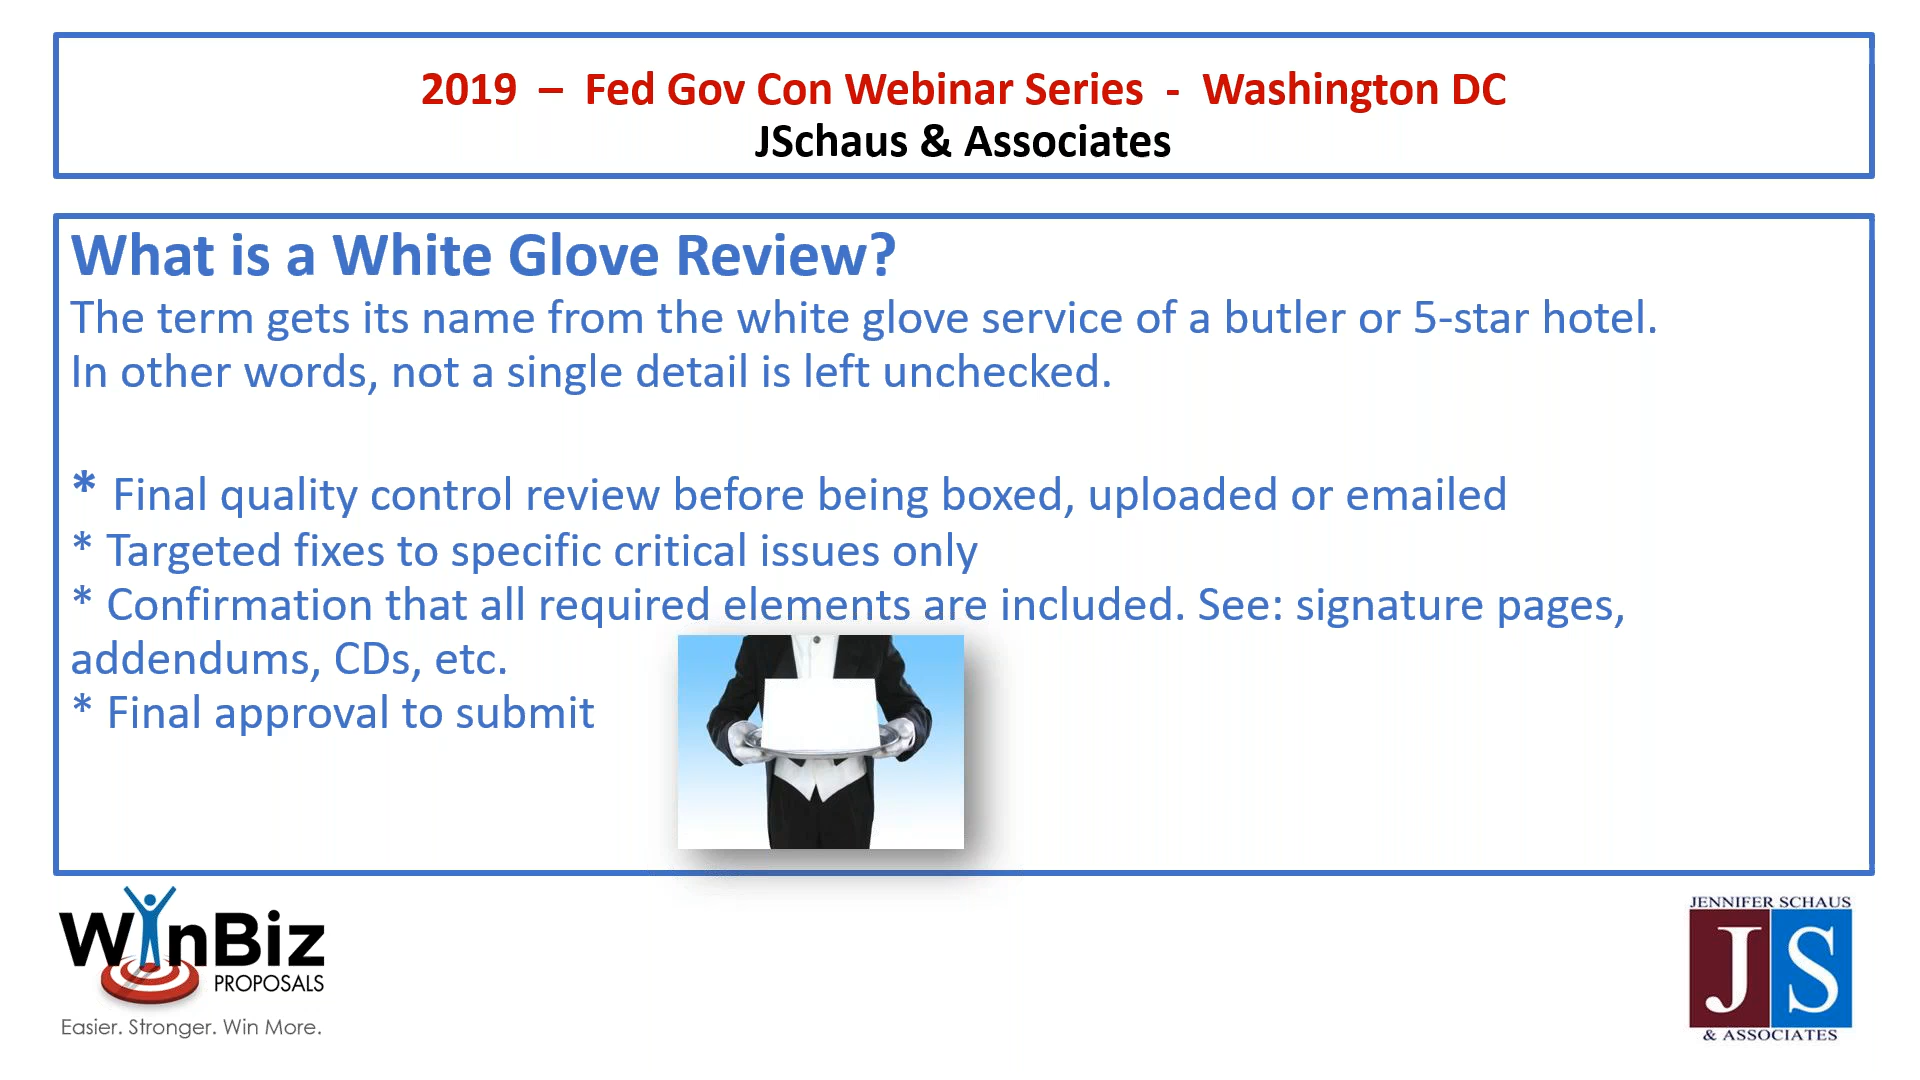 2019 – Fed Gov Con Webinar Series - Washington DC
JSchaus & Associates
What is a White Glove Review?
The term gets its name from the white glove service of a butler or 5-star hotel.
In other words, not a single detail is left unchecked.
* Final quality control review before being boxed, uploaded or emailed
* Targeted fixes to specific critical issues only
* Confirmation that all required elements are included. See: signature pages,
addendums, CDs, etc.
* Final approval to submit
WinBiz
PROPOSALS
Easier. Stronger. Win More.
JENNIFER SCHAUS
JS
& ASSOCIATES